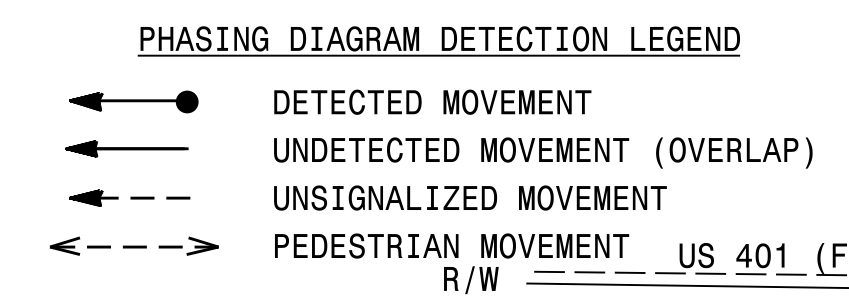 PHASING DIAGRAM DETECTION LEGEND
DETECTED MOVEMENT
UNDETECTED MOVEMENT (OVERLAP)
UNSIGNALIZED MOVEMENT
PEDESTRIAN MOVEMENT
US 401 (F
R/W